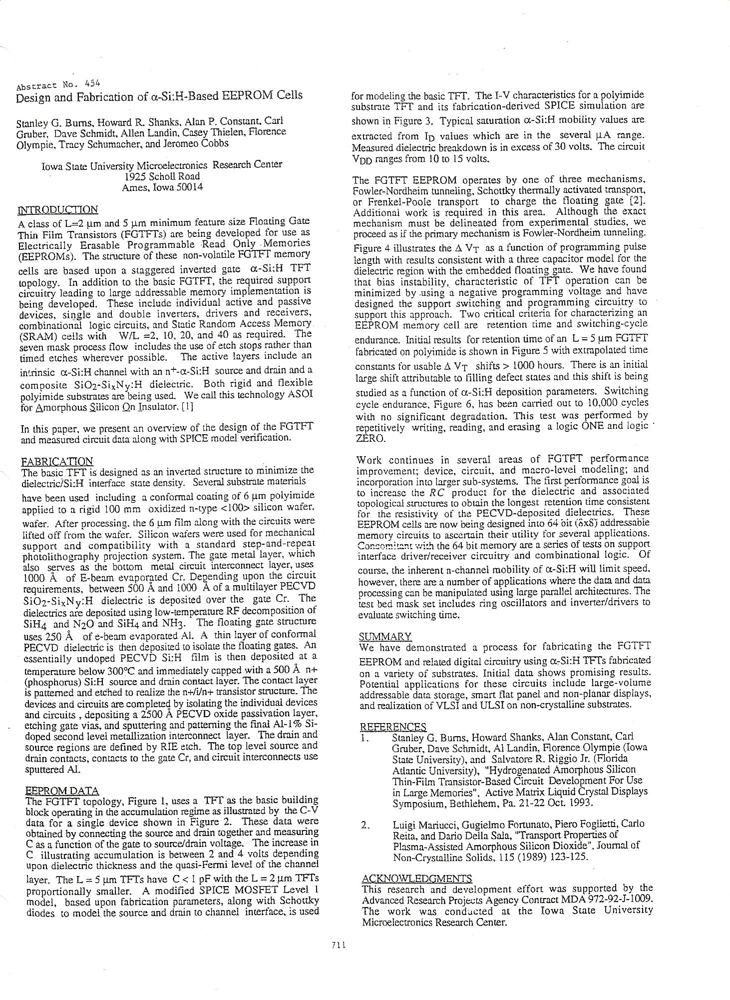 Abstract No. 454
Design and Fabrication of α-Si:H-Based EEPROM Cells
Stanley G. Burns, Howard R. Shanks, Alan P. Constant, Carl
Gruber, Dave Schmidt, Allen Landin, Casey Thielen, Florence
Olympie, Tracy Schumacher, and Jeromeo Cobbs
Iowa State University Microelectronics Research Center
1925 Scholl Road
Ames, Iowa 50014
INTRODUCTION
A class of L=2 µm and 5 µm minimum feature size Floating Gate
Thin Film Transistors (FGTFTs) are being developed for use as
Electrically Erasable Programmable Read Only Memories
(EEPROMs). The structure of these non-volatile FGTFT memory
cells are based upon a staggered inverted gate α-Si:H TFT
topology. In addition to the basic FGTFT, the required support
circuitry leading to large addressable memory implementation is
being developed. These include individual active and passive
devices, single and double inverters, drivers and receivers,
combinational logic circuits, and Static Random Access Memory
(SRAM) cells with W/L =2, 10, 20, and 40 as required. The
seven mask process flow includes the use of etch stops rather than
timed etches wherever possible. The active layers include an
intrinsic α-Si:H channel with an n+-α-Si:H source and drain and a
composite SiO2-SixNy:H dielectric. Both rigid and flexible
polyimide substrates are being used. We call this technology ASOI
for Amorphous Silicon On Insulator. [1]
In this paper, we present an overview of the design of the FGTFT
and measured circuit data along with SPICE model verification.
FABRICATION
The basic TFT is designed as an inverted structure to minimize the
dielectric/Si:H interface state density. Several substrate materials
have been used including a conformal coating of 6 µm polyimide
applied to a rigid 100 mm oxidized n-type <100> silicon wafer.
wafer. After processing, the 6 µm film along with the circuits were
lifted off from the wafer. Silicon wafers were used for mechanical
support and compatibility with a standard step-and-repeat
photolithography projection system. The gate metal layer, which
also serves as the bottom metal circuit interconnect layer, uses
1000 Å of E-beam evaporated Cr. Depending upon the circuit
requirements, between 500 Å and 1000 Å of a multilayer PECVD
SiO2-SixNy:H dielectric is deposited over the gate Cr. The
dielectrics are deposited using low-temperature RF decomposition of
SiH4 and N2O and SiH4 and NH3. The floating gate structure
uses 250 Å of e-beam evaporated Al. A thin layer of conformal
PECVD dielectric is then deposited to isolate the floating gates. An
essentially undoped PECVD Si:H film is then deposited at a
temperature below 300°C and immediately capped with a 500 Å n+
(phosphorus) Si:H source and drain contact layer. The contact layer
is patterned and etched to realize the n+/i/n+ transistor structure. The
devices and circuits are completed by isolating the individual devices
and circuits , depositing a 2500 Å PECVD oxide passivation layer,
etching gate vias, and sputtering and patterning the final Al-1% Si-
doped second level metallization interconnect layer. The drain and
source regions are defined by RIE etch. The top level source and
drain contacts, contacts to the gate Cr, and circuit interconnects use
sputtered Al.
EEPROM DATA
The FGTFT topology, Figure 1, uses a TFT as the basic building
block operating in the accumulation regime as illustrated by the C-V
data for a single device shown in Figure 2. These data were
obtained by connecting the source and drain together and measuring
C as a function of the gate to source/drain voltage. The increase in
C illustrating accumulation is between 2 and 4 volts depending
upon dielectric thickness and the quasi-Fermi level of the channel
layer. The L = 5 µm TFTs have C < 1 pF with the L = 2 µm TFTs
proportionally smaller. A modified SPICE MOSFET Level 1
model, based upon fabrication parameters, along with Schottky
diodes to model the source and drain to channel interface, is used
for modeling the basic TFT. The I-V characteristics for a polyimide
substrate TFT and its fabrication-derived SPICE simulation are
shown in Figure 3. Typical saturation α-Si:H mobility values are
extracted from ID values which are in the several µA range.
Measured dielectric breakdown is in excess of 30 volts. The circuit
VDD ranges from 10 to 15 volts.
The FGTFT EEPROM operates by one of three mechanisms,
Fowler-Nordheim tunneling, Schottky thermally activated transport,
or Frenkel-Poole transport to charge the floating gate [2].
Additional work is required in this area. Although the exact
mechanism must be delineated from experimental studies, we
proceed as if the primary mechanism is Fowler-Nordheim tunneling.
Figure 4 illustrates the Δ VT as a function of programming pulse
length with results consistent with a three capacitor model for the
dielectric region with the embedded floating gate. We have found
that bias instability, characteristic of TFT operation can be
minimized by using a negative programming voltage and have
designed the support switching and programming circuitry to
support this approach. Two critical criteria for characterizing an
EEPROM memory cell are retention time and switching-cycle
endurance. Initial results for retention time of an L = 5 µm FGTFT
fabricated on polyimide is shown in Figure 5 with extrapolated time
constants for usable Δ VT shifts > 1000 hours. There is an initial
large shift attributable to filling defect states and this shift is being
studied as a function of α-Si:H deposition parameters. Switching
cycle endurance, Figure 6, has been carried out to 10,000 cycles
with no significant degradation. This test was performed by
repetitively writing, reading, and erasing a logic ONE and logic
ZERO.
Work continues in several areas of FGTFT performance
improvement; device, circuit, and macro-level modeling; and
incorporation into larger sub-systems. The first performance goal is
to increase the RC product for the dielectric and associated
topological structures to obtain the longest retention time consistent
for the resistivity of the PECVD-deposited dielectrics. These
EEPROM cells are now being designed into 64 bit (8x8) addressable
memory circuits to ascertain their utility for several applications.
Concomitant with the 64 bit memory are a series of tests on support
interface driver/receiver circuitry and combinational logic. Of
course, the inherent n-channel mobility of α-Si:H will limit speed,
however, there are a number of applications where the data and data
processing can be manipulated using large parallel architectures. The
test bed mask set includes ring oscillators and inverter/drivers to
evaluate switching time.
SUMMARY
We have demonstrated a process for fabricating the FGTFT
EEPROM and related digital circuitry using α-Si:H TFTs fabricated
on a variety of substrates. Initial data shows promising results.
Potential applications for these circuits include large-volume
addressable data storage, smart flat panel and non-planar displays,
and realization of VLSI and ULSI on non-crystalline substrates.
REFERENCES
1. Stanley G. Burns, Howard Shanks, Alan Constant, Carl
Gruber, Dave Schmidt, Al Landin, Florence Olympie (Iowa
State University), and Salvatore R. Riggio Jr. (Florida
Atlantic University), "Hydrogenated Amorphous Silicon
Thin-Film Transistor-Based Circuit Development For Use
in Large Memories", Active Matrix Liquid Crystal Displays
Symposium, Bethlehem, Pa. 21-22 Oct. 1993.
2. Luigi Mariucci, Gugielmo Fortunato, Piero Foglietti, Carlo
Reita, and Dario Della Sala, "Transport Properties of
Plasma-Assisted Amorphous Silicon Dioxide", Journal of
Non-Crystalline Solids, 115 (1989) 123-125.
ACKNOWLEDGMENTS
This research and development effort was supported by the
Advanced Research Projects Agency Contract MDA 972-92-J-1009.
The work was conducted at the Iowa State University
Microelectronics Research Center.
711